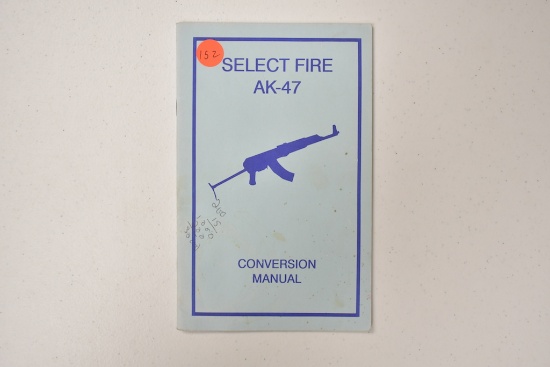 152
SELECT FIRE
AK-47
CONVERSION
MANUAL